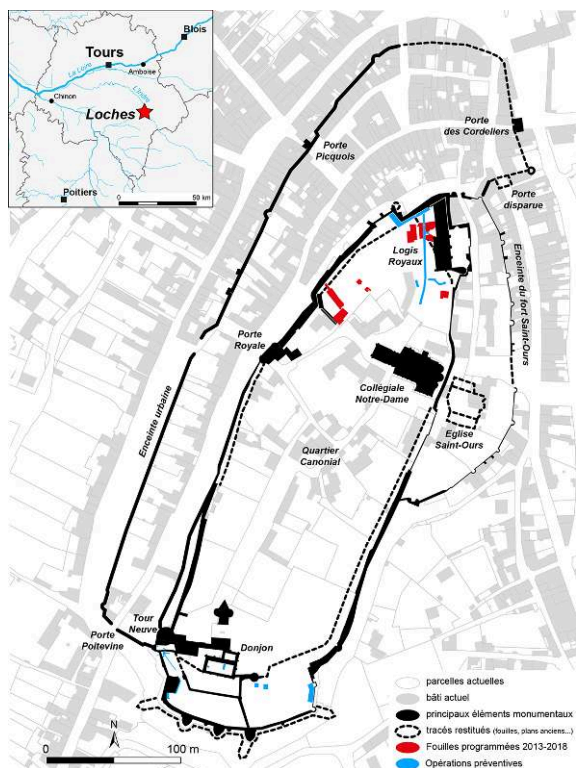 Blois
Tours
La Loire
Amboise
Chinon
L'Indre
Loches
Poitiers
0 50 km
Porte
des Cordeliers
Porte
Picquois
Porte
disparue
Logis
Royaux
Enceinte du fort Saint-Ours
Porte
Royale
Collégiale
Notre-Dame
Enceinte urbaine
Eglise
Saint-Ours
Quartier
Canonial
Tour
Neuve
Donjon
Porte
Poitevine
N
0 100 m
parcelles actuelles
bâti actuel
principaux éléments monumentaux
tracés restitués (fouilles, plans anciens...)
Fouilles programmées 2013-2018
Opérations préventives